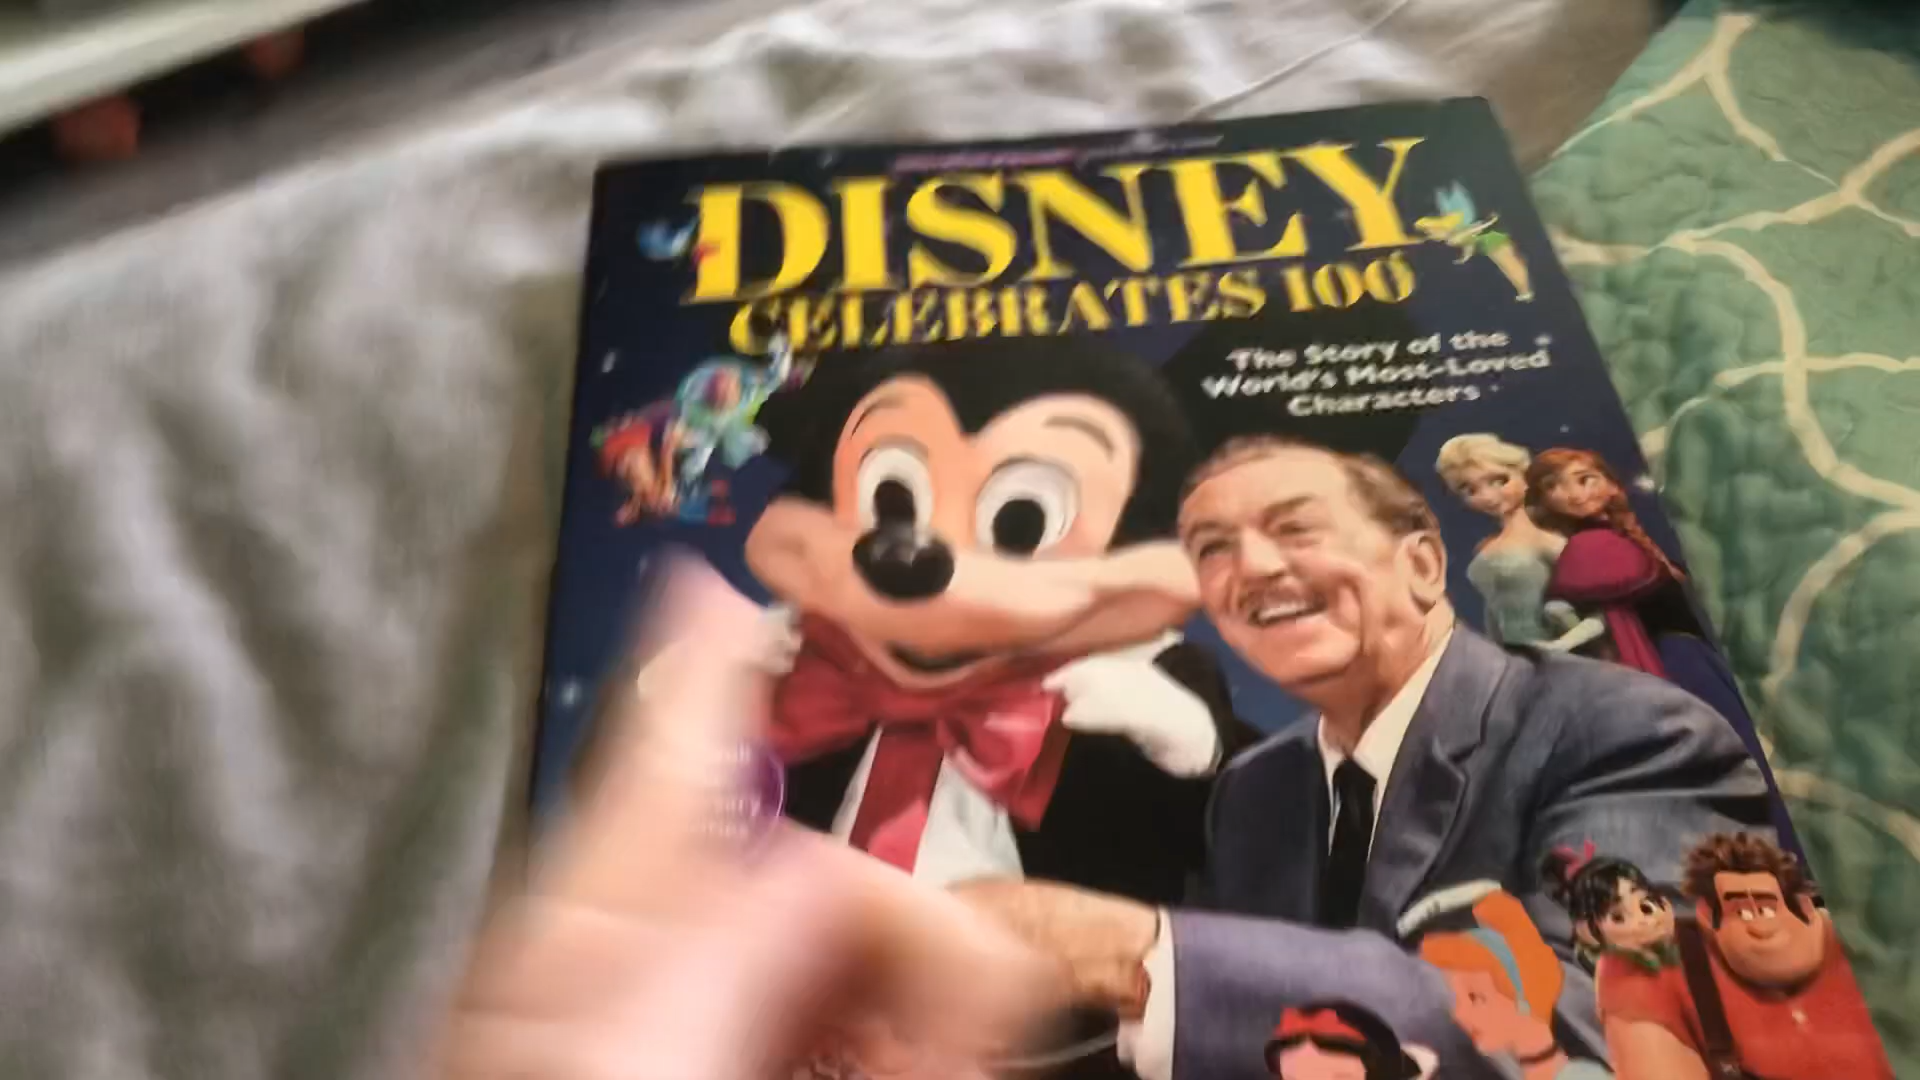 DISNEY
CELEBRATES 100
The Story of the
World's Most-Loved
Characters